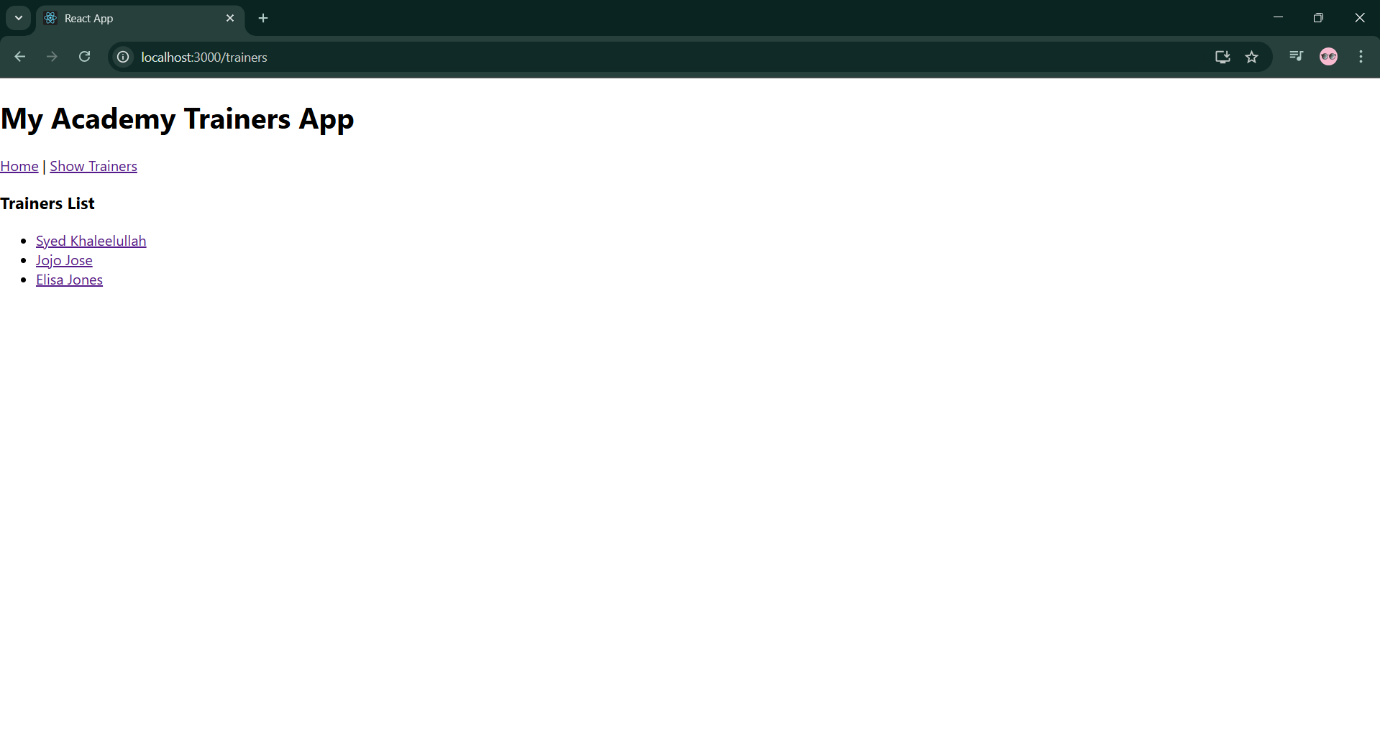 React App
localhost:3000/trainers
My Academy Trainers App
Home | Show Trainers
Trainers List
Syed Khaleelullah
Jojo Jose
Elisa Jones